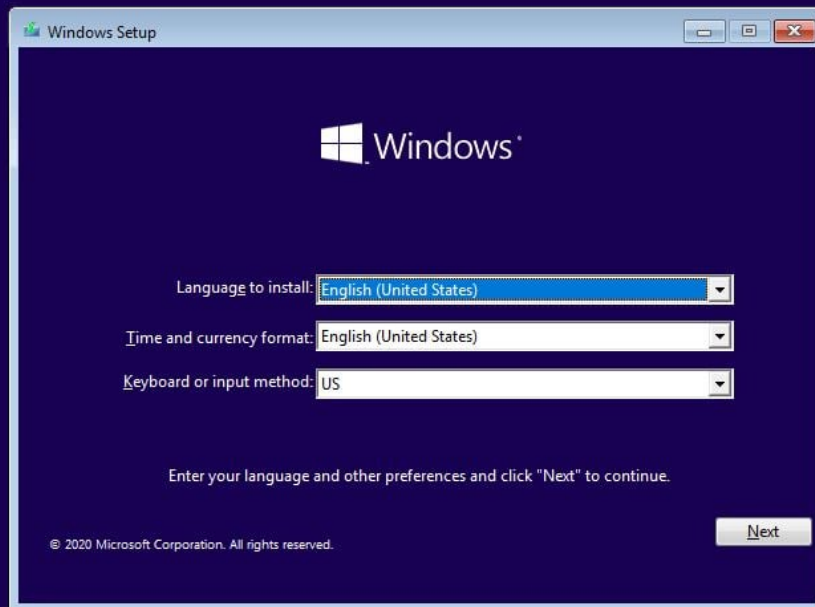 Windows Setup
Windows
Language to install: English (United States)
Time and currency format: English (United States)
Keyboard or input method: US
Enter your language and other preferences and click "Next" to continue.
Next
© 2020 Microsoft Corporation. All rights reserved.